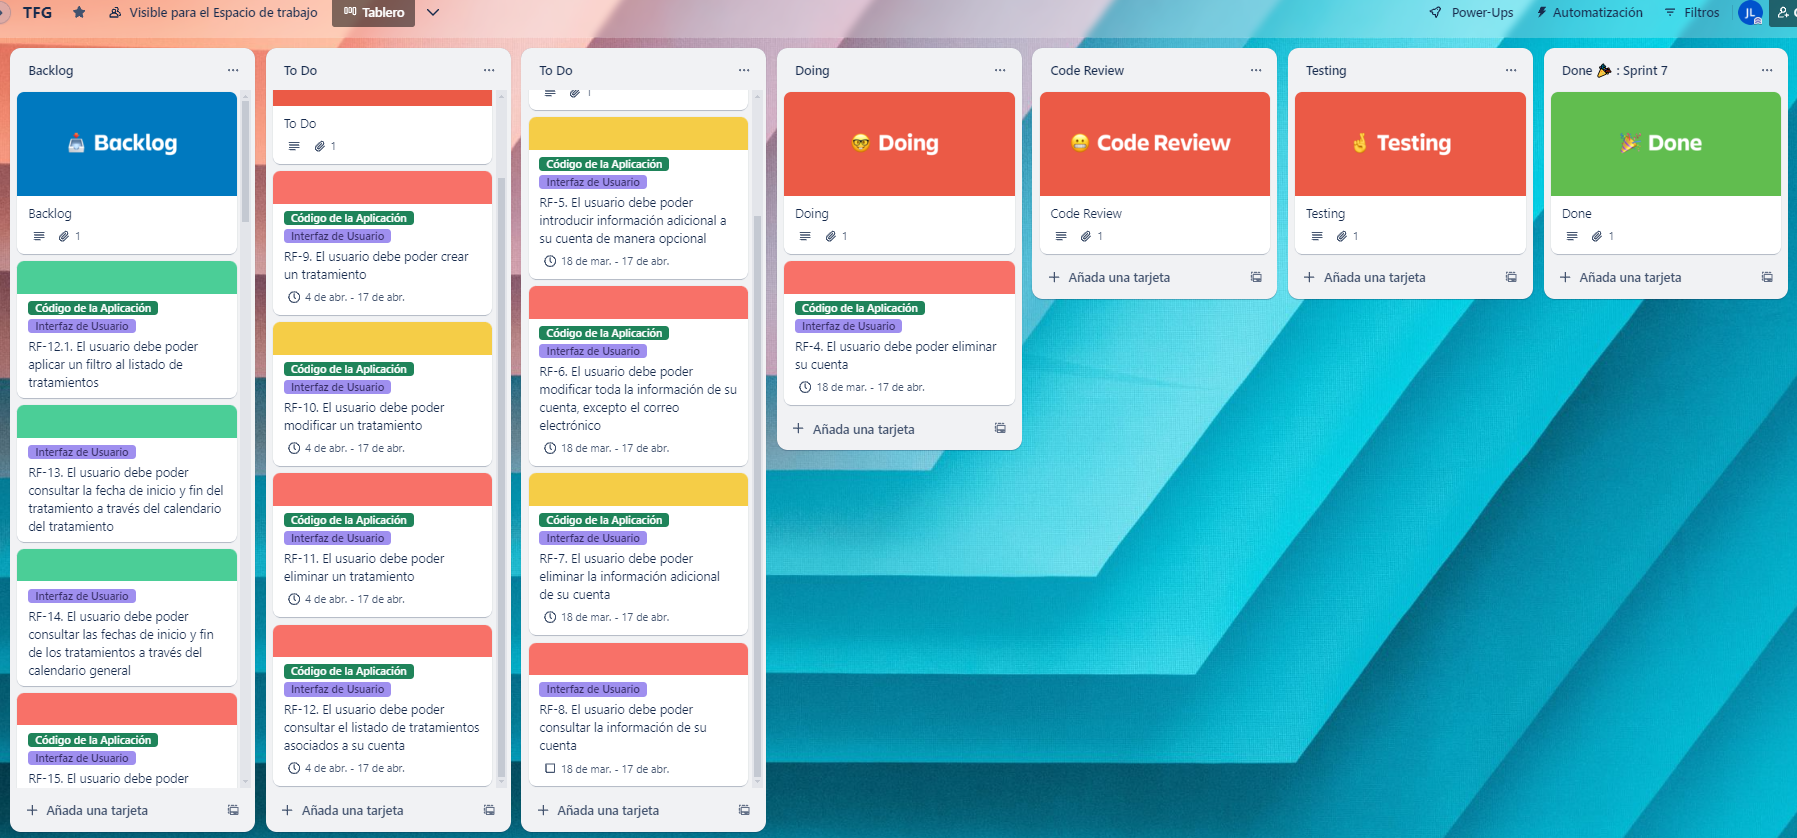 TFG
Visible para el Espacio de trabajo
Tablero
Power-Ups
Automatización
Filtros
JL
Backlog
Backlog
Backlog
1
Código de la Aplicación
Interfaz de Usuario
RF-12.1. El usuario debe poder
aplicar un filtro al listado de
tratamientos
Interfaz de Usuario
RF-13. El usuario debe poder
consultar la fecha de inicio y fin del
tratamiento a través del calendario
del tratamiento
Interfaz de Usuario
RF-14. El usuario debe poder
consultar las fechas de inicio y fin
de los tratamientos a través del
calendario general
Código de la Aplicación
Interfaz de Usuario
RF-15. El usuario debe poder
Añada una tarjeta
To Do
To Do
1
Código de la Aplicación
Interfaz de Usuario
RF-9. El usuario debe poder crear
un tratamiento
4 de abr. - 17 de abr.
Código de la Aplicación
Interfaz de Usuario
RF-10. El usuario debe poder
modificar un tratamiento
4 de abr. - 17 de abr.
Código de la Aplicación
Interfaz de Usuario
RF-11. El usuario debe poder
eliminar un tratamiento
4 de abr. - 17 de abr.
Código de la Aplicación
Interfaz de Usuario
RF-12. El usuario debe poder
consultar el listado de tratamientos
asociados a su cuenta
4 de abr. - 17 de abr.
Añada una tarjeta
To Do
1
Código de la Aplicación
Interfaz de Usuario
RF-5. El usuario debe poder
introducir información adicional a
su cuenta de manera opcional
18 de mar. - 17 de abr.
Código de la Aplicación
Interfaz de Usuario
RF-6. El usuario debe poder
modificar toda la información de su
cuenta, excepto el correo
electrónico
18 de mar. - 17 de abr.
Código de la Aplicación
Interfaz de Usuario
RF-7. El usuario debe poder
eliminar la información adicional
de su cuenta
18 de mar. - 17 de abr.
Interfaz de Usuario
RF-8. El usuario debe poder
consultar la información de su
cuenta
18 de mar. - 17 de abr.
Añada una tarjeta
Doing
Doing
Doing
1
Código de la Aplicación
Interfaz de Usuario
RF-4. El usuario debe poder eliminar
su cuenta
18 de mar. - 17 de abr.
Añada una tarjeta
Code Review
Code Review
Code Review
1
Añada una tarjeta
Testing
Testing
Testing
1
Añada una tarjeta
Done 🎉 : Sprint 7
Done
Done
1
Añada una tarjeta